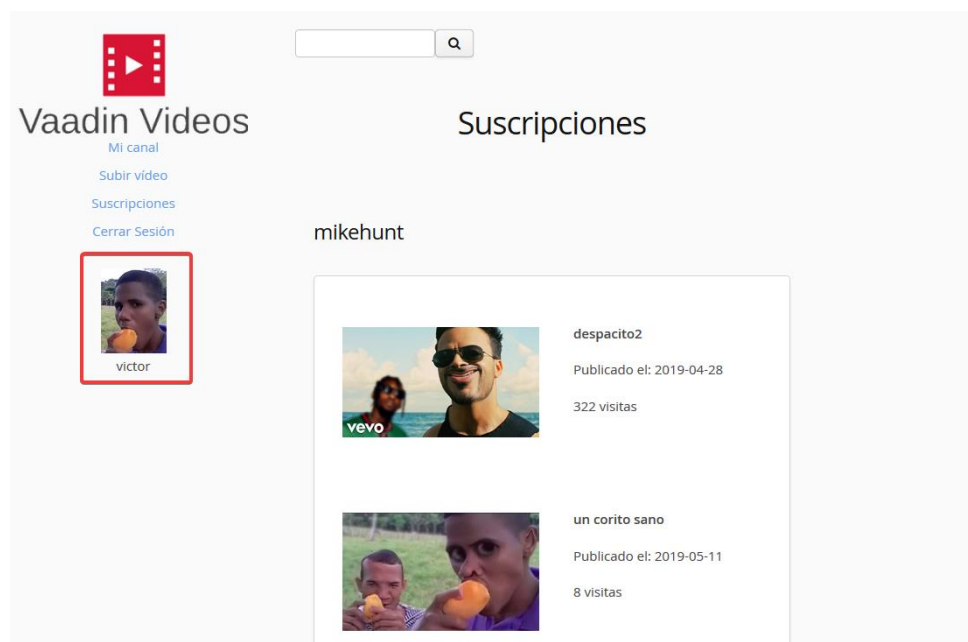 Vaadin Videos
Mi canal
Subir vídeo
Suscripciones
Cerrar Sesión
victor
Suscripciones
mikehunt
vevo
despacito2
Publicado el: 2019-04-28
322 visitas
un corito sano
Publicado el: 2019-05-11
8 visitas